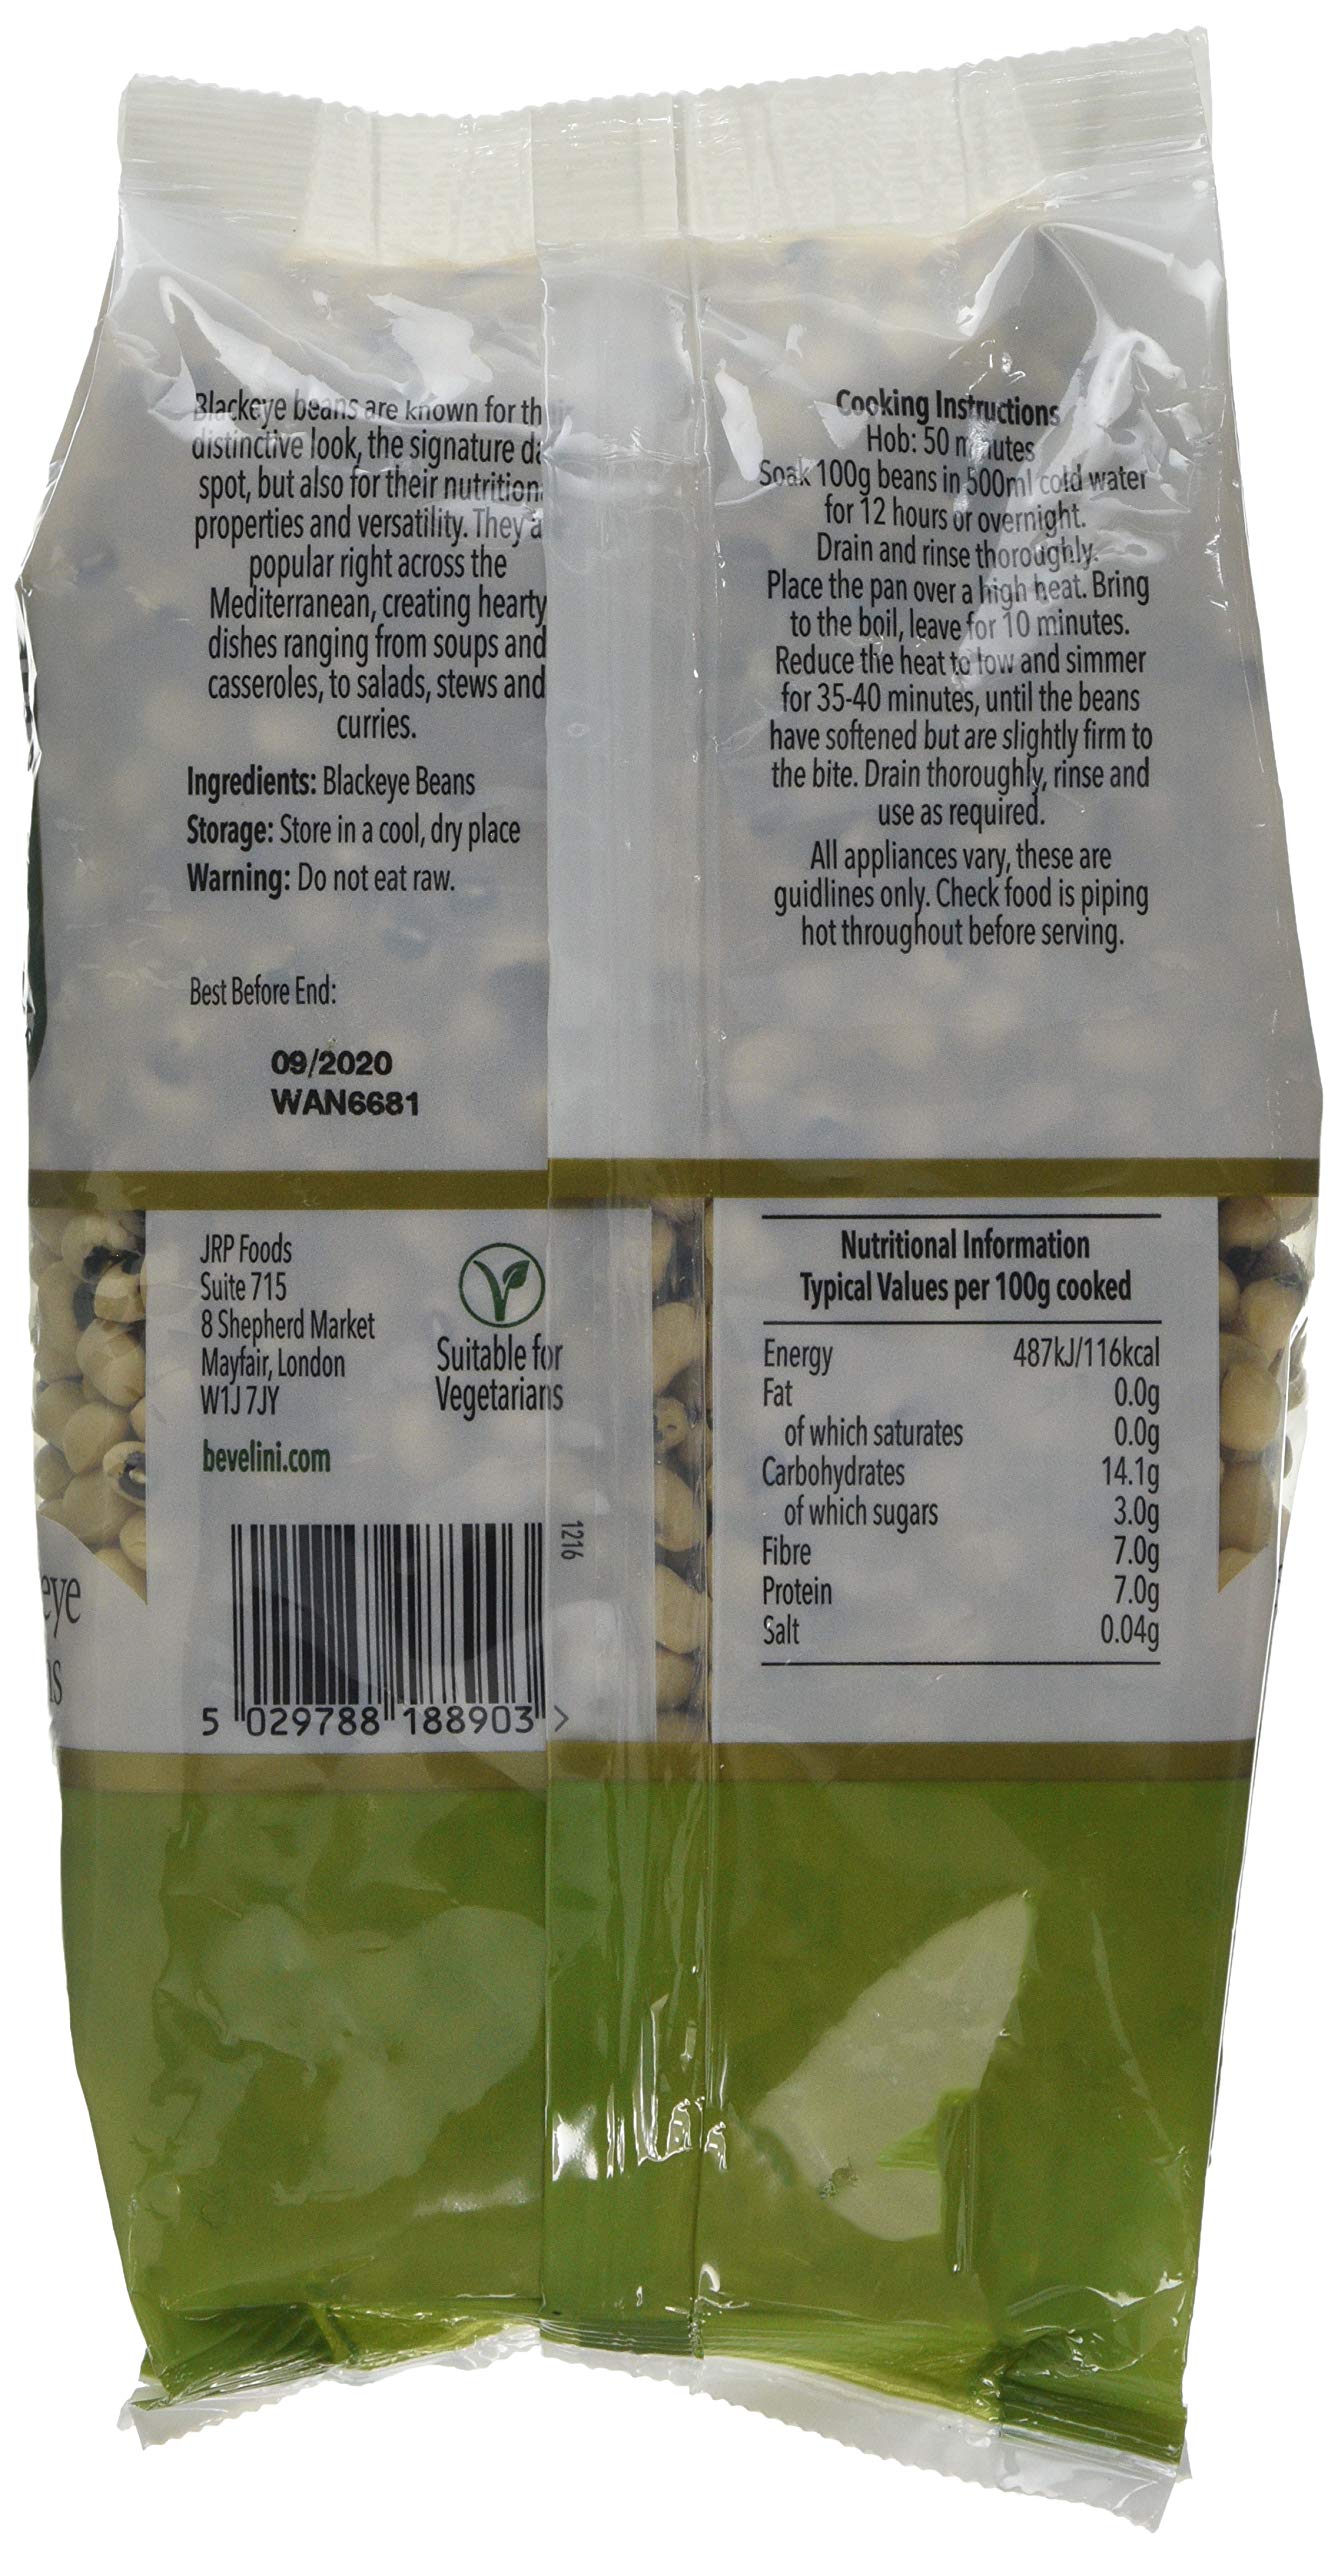 Blackeye beans are known for
distinctive look, the signature
spot, but also for their
properties and versatility. They
popular right across the
Mediterranean, creating hearty
dishes ranging from soups and
casseroles, to salads, stews and
curries.
Ingredients: Blackeye Beans
Storage: Store in a cool, dry place
Warning: Do not eat raw.
Best Before End:
09/2020
WAN6681
Cooking Instructions
Hob: 50 minutes
Soak 100g beans in 500ml cold water
for 12 hours or overnight.
Drain and rinse thoroughly.
Place the pan over a high heat. Bring
to the boil, leave for 10 minutes.
Reduce the heat to low and simmer
for 35-40 minutes, until the beans
have softened but are slightly firm to
the bite. Drain thoroughly, rinse and
use as required.
All appliances vary, these are
guidlines only. Check food is piping
hot throughout before serving.
JRP Foods
Suite 715
8 Shepherd Market
Mayfair, London
W1J 7JY
bevelini.com
Suitable for
Vegetarians
1216
5 029788 188903 >
Nutritional Information
Typical Values per 100g cooked
Energy 487kJ/116kcal
Fat 0.0g
of which saturates 0.0g
Carbohydrates 14.1g
of which sugars 3.0g
Fibre 7.0g
Protein 7.0g
Salt 0.04g
eye